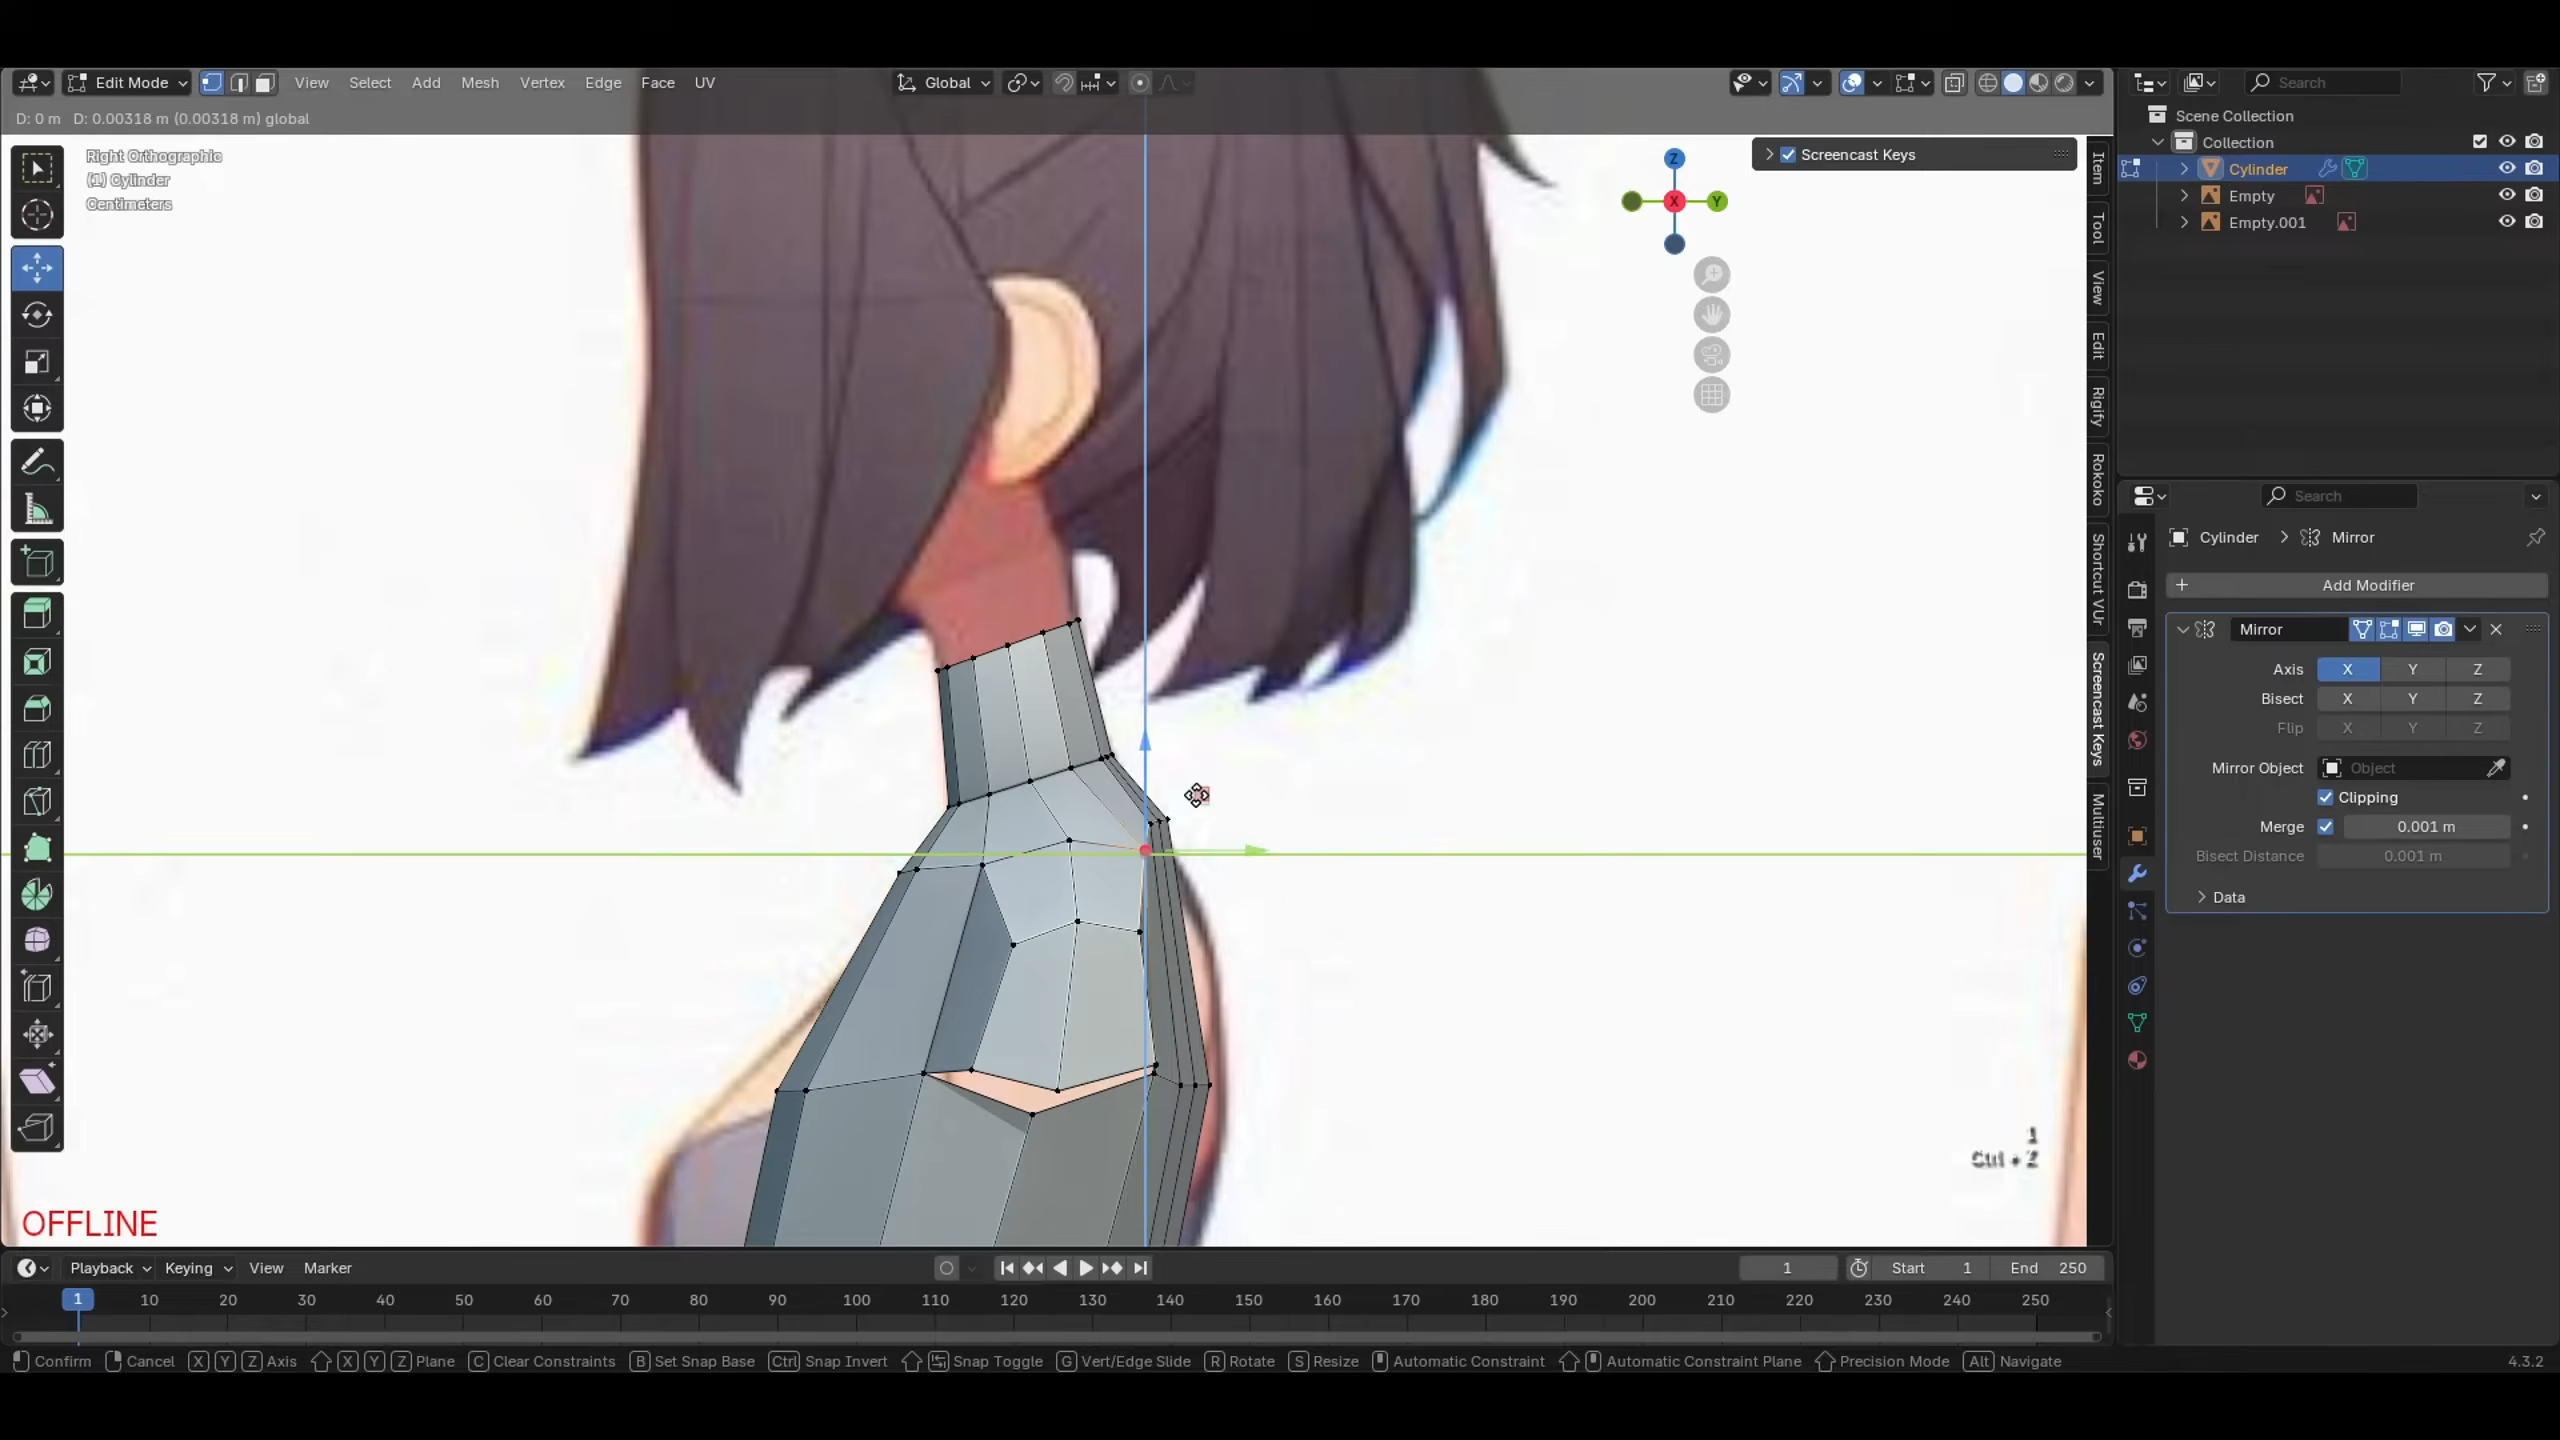 Edit Mode
View
Select
Add
Mesh
Vertex
Edge
Face
UV
Global
Search
D: 0 m D: 0.00318 m (0.00318 m) global
Right Orthographic
(1) Cylinder
Centimeters
Screencast Keys
Z
Y
X
Item
Tool
View
Edit
Rigify
Rokoko
Shortcut VUr
Screencast Keys
Multiuser
Scene Collection
Collection
Cylinder
Empty
Empty.001
Search
Cylinder > Mirror
+ Add Modifier
Mirror
Axis X Y Z
Bisect X Y Z
Flip X Y Z
Mirror Object Object
Clipping
Merge 0.001 m
Bisect Distance 0.001 m
Data
1
Ctrl + Z
OFFLINE
Playback
Keying
View
Marker
1
Start 1
End 250
1 10 20 30 40 50 60 70 80 90 100 110 120 130 140 150 160 170 180 190 200 210 220 230 240 250
Confirm Cancel X Y Z Axis X Y Z Plane C Clear Constraints B Set Snap Base Ctrl Snap Invert Snap Toggle G Vert/Edge Slide R Rotate S Resize Automatic Constraint Automatic Constraint Plane Precision Mode Alt Navigate 4.3.2